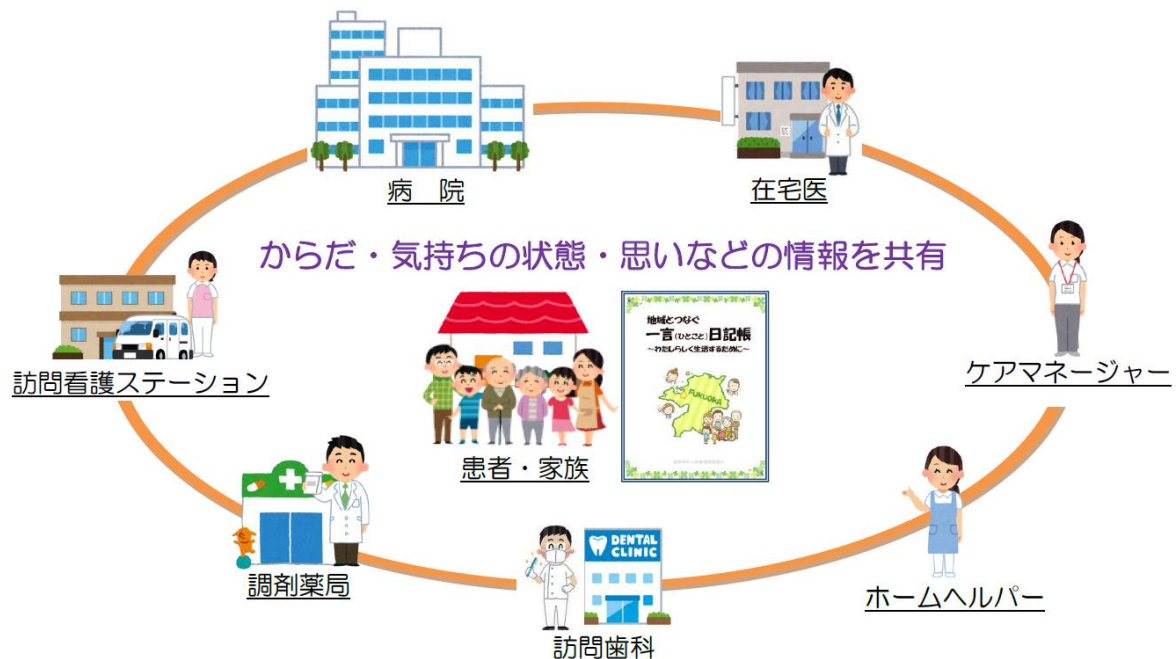 病　院
在宅医
からだ・気持ちの状態・思いなどの情報を共有
地域とつなぐ
一言(ひとこと)日記帳
～わたしらしく生活するために～
FUKUOKA
訪問看護ステーション
ケアマネージャー
患者・家族
DENTAL
CLINIC
調剤薬局
ホームヘルパー
訪問歯科